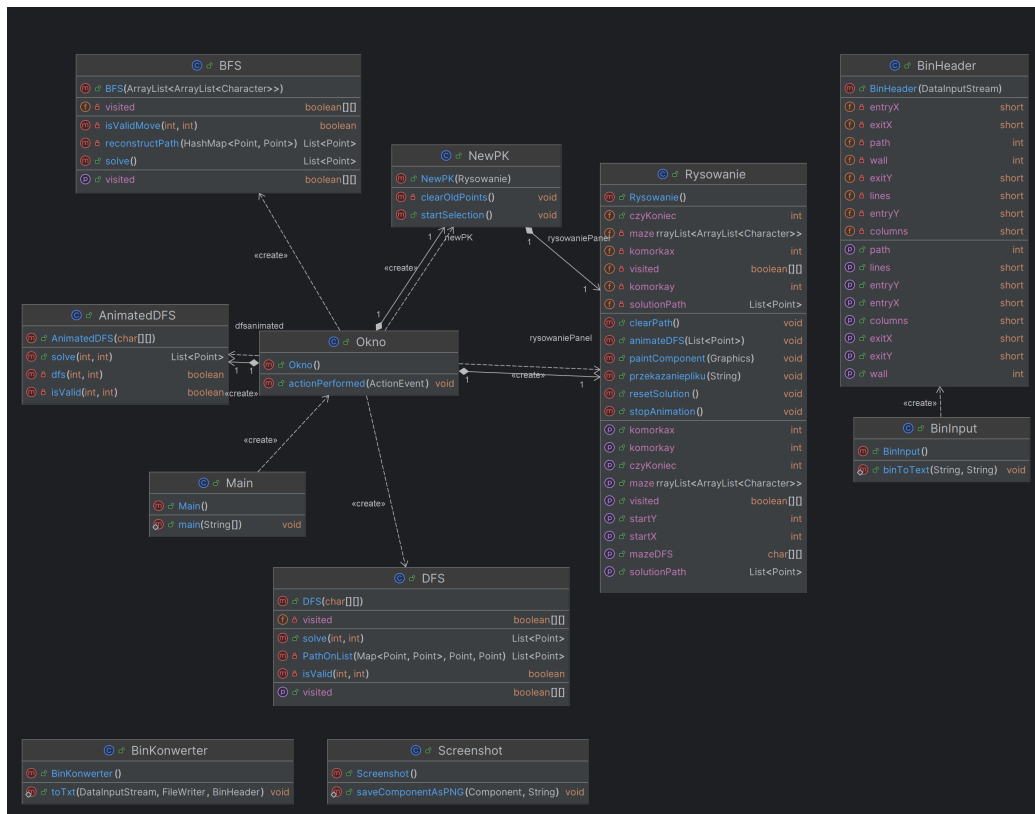 BFS
BFS(ArrayList<ArrayList<Character>>)
visited boolean[][]
isValidMove(int, int) boolean
reconstructPath(HashMap<Point, Point>) List<Point>
solve() List<Point>
visited boolean[][]
NewPK
NewPK(Rysowanie)
clearOldPoints() void
startSelection() void
Rysowanie
Rysowanie()
czyKoniec int
maze rrayList<ArrayList<Character>>
komorkax int
visited boolean[][]
komorkay int
solutionPath List<Point>
clearPath() void
animateDFS(List<Point>) void
paintComponent(Graphics) void
przekazaniepliku(String) void
resetSolution() void
stopAnimation() void
komorkax int
komorkay int
czyKoniec int
maze rrayList<ArrayList<Character>>
visited boolean[][]
startY int
startX int
mazeDFS char[][]
solutionPath List<Point>
BinHeader
BinHeader(DataInputStream)
entryX short
exitX short
path int
wall int
exitY short
lines short
entryY short
columns short
path int
lines short
entryY short
entryX short
columns short
exitX short
exitY short
wall int
«create»
BinInput
BinInput()
binToText(String, String) void
1
newPK
1
rysowaniePanel
1
«create»
«create»
AnimatedDFS
AnimatedDFS(char[][])
solve(int, int) List<Point>
dfs(int, int) boolean
isValid(int, int) boolean
dfsanimated
1
rysowaniePanel
Okno
Okno()
actionPerformed(ActionEvent) void
1
1
«create»
1
«create»
1
«create»
Main
Main()
main(String[]) void
«create»
DFS
DFS(char[][])
visited boolean[][]
solve(int, int) List<Point>
PathOnList(Map<Point, Point>, Point, Point) List<Point>
isValid(int, int) boolean
visited boolean[][]
BinKonwerter
BinKonwerter()
toTxt(DataInputStream, FileWriter, BinHeader) void
Screenshot
Screenshot()
saveComponentAsPNG(Component, String) void